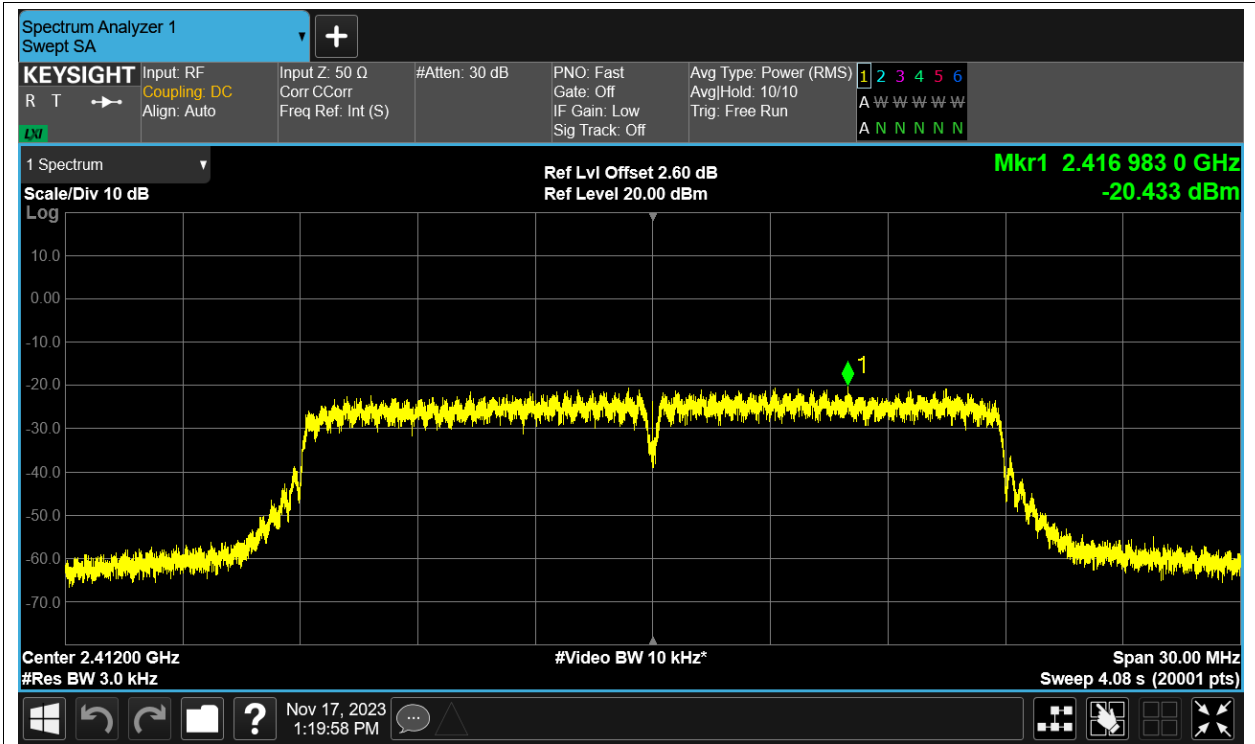 Spectrum Analyzer 1
Swept SA
KEYSIGHT
R T
LXI
Input: RF
Coupling: DC
Align: Auto
Input Z: 50 Ω
Corr CCorr
Freq Ref: Int (S)
#Atten: 30 dB
PNO: Fast
Gate: Off
IF Gain: Low
Sig Track: Off
Avg Type: Power (RMS)
Avg|Hold: 10/10
Trig: Free Run
1 2 3 4 5 6
A W W W W W
A N N N N N
1 Spectrum
Scale/Div 10 dB
Ref Lvl Offset 2.60 dB
Ref Level 20.00 dBm
Mkr1 2.416 983 0 GHz
-20.433 dBm
Log
10.0
0.00
-10.0
-20.0
-30.0
-40.0
-50.0
-60.0
-70.0
1
Center 2.41200 GHz
#Res BW 3.0 kHz
#Video BW 10 kHz*
Span 30.00 MHz
Sweep 4.08 s (20001 pts)
?
Nov 17, 2023
1:19:58 PM